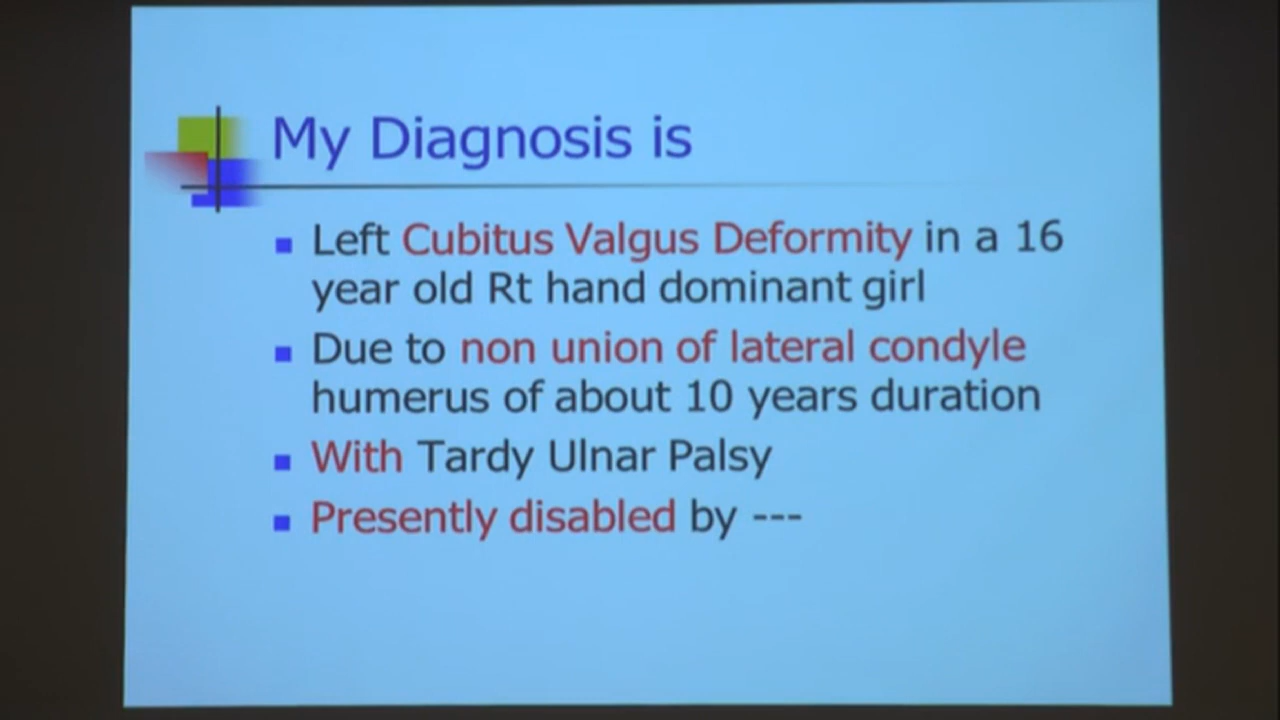 My Diagnosis is
Left Cubitus Valgus Deformity in a 16
year old Rt hand dominant girl
Due to non union of lateral condyle
humerus of about 10 years duration
With Tardy Ulnar Palsy
Presently disabled by ---